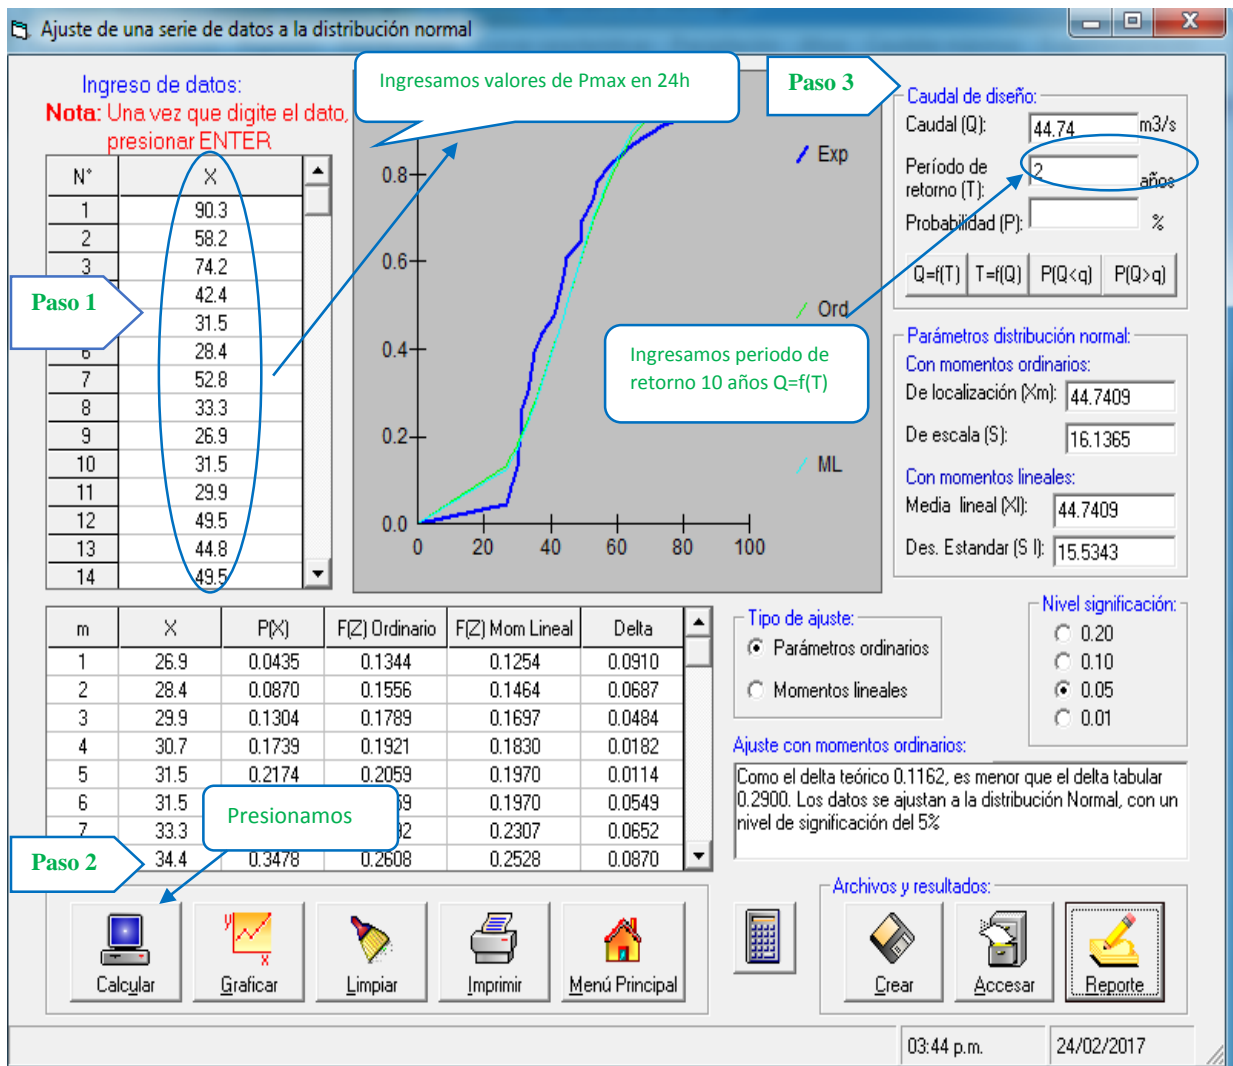 Ajuste de una serie de datos a la distribución normal
Ingreso de datos:
Nota: Una vez que digite el dato,
presionar ENTER
N° X
1 90.3
2 58.2
3 74.2
42.4
31.5
6 28.4
7 52.8
8 33.3
9 26.9
10 31.5
11 29.9
12 49.5
13 44.8
14 49.5
Paso 1
Ingresamos valores de Pmax en 24h
0.8
0.6
0.4
0.2
0.0
0 20 40 60 80 100
Exp
Ord
ML
Ingresamos periodo de
retorno 10 años Q=f(T)
Paso 3
Caudal de diseño:
Caudal (Q): 44.74 m3/s
Período de
retorno (T): 2 años
Probabilidad (P): %
Q=f(T) T=f(Q) P(Q<q) P(Q>q)
Parámetros distribución normal:
Con momentos ordinarios:
De localización (Xm): 44.7409
De escala (S): 16.1365
Con momentos lineales:
Media lineal (Xl): 44.7409
Des. Estandar (S l): 15.5343
m X P(X) F(Z) Ordinario F(Z) Mom Lineal Delta
1 26.9 0.0435 0.1344 0.1254 0.0910
2 28.4 0.0870 0.1556 0.1464 0.0687
3 29.9 0.1304 0.1789 0.1697 0.0484
4 30.7 0.1739 0.1921 0.1830 0.0182
5 31.5 0.2174 0.2059 0.1970 0.0114
6 31.5 0.1970 0.0549
7 33.3 0.2307 0.0652
34.4 0.3478 0.2608 0.2528 0.0870
Presionamos
Paso 2
Tipo de ajuste:
Parámetros ordinarios
Momentos lineales
Nivel significación:
0.20
0.10
0.05
0.01
Ajuste con momentos ordinarios:
Como el delta teórico 0.1162, es menor que el delta tabular
0.2900. Los datos se ajustan a la distribución Normal, con un
nivel de significación del 5%
Calcular Graficar Limpiar Imprimir Menú Principal
Archivos y resultados:
Crear Accesar Reporte
03:44 p.m. 24/02/2017